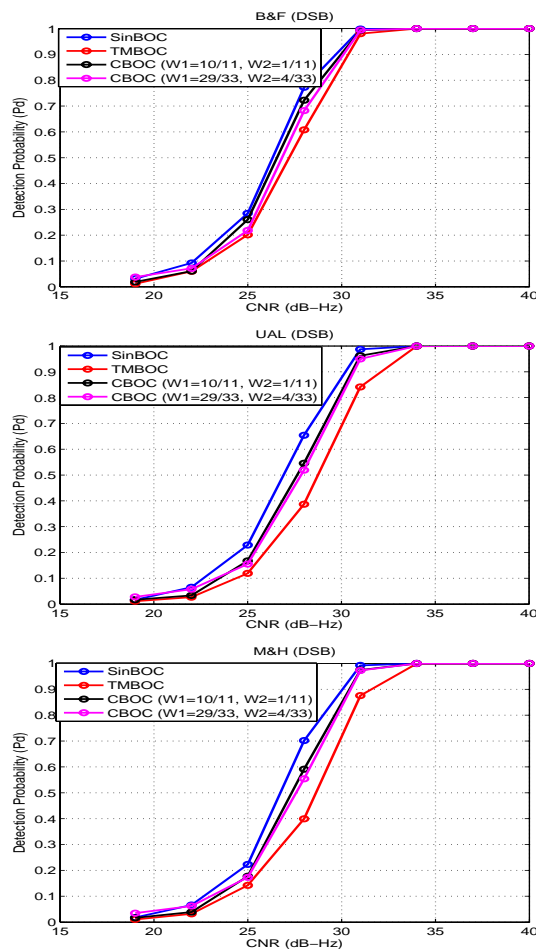 B&F (DSB)
1
0.9
0.8
0.7
0.6
0.5
0.4
0.3
0.2
0.1
0
Detection Probability (Pd)
SinBOC
TMBOC
CBOC (W1=10/11, W2=1/11)
CBOC (W1=29/33, W2=4/33)
15 20 25 30 35 40
CNR (dB-Hz)
UAL (DSB)
1
0.9
0.8
0.7
0.6
0.5
0.4
0.3
0.2
0.1
0
Detection Probability (Pd)
SinBOC
TMBOC
CBOC (W1=10/11, W2=1/11)
CBOC (W1=29/33, W2=4/33)
15 20 25 30 35 40
CNR (dB-Hz)
M&H (DSB)
1
0.9
0.8
0.7
0.6
0.5
0.4
0.3
0.2
0.1
0
Detection Probability (Pd)
SinBOC
TMBOC
CBOC (W1=10/11, W2=1/11)
CBOC (W1=29/33, W2=4/33)
15 20 25 30 35 40
CNR (dB-Hz)